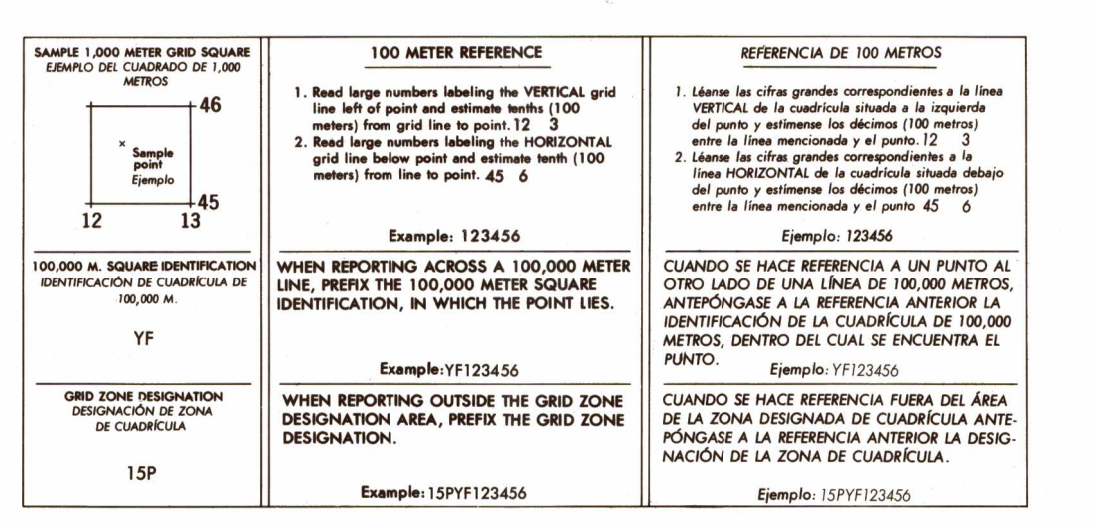 SAMPLE 1,000 METER GRID SQUARE
EJEMPLO DEL CUADRADO DE 1,000
METROS
46
×
Sample
point
Ejemplo
45
12 13
100 METER REFERENCE
1. Read large numbers labeling the VERTICAL grid
line left of point and estimate tenths (100
meters) from grid line to point. 12 3
2. Read large numbers labeling the HORIZONTAL
grid line below point and estimate tenth (100
meters) from line to point. 45 6
Example: 123456
REFERENCIA DE 100 METROS
1. Léanse las cifras grandes correspondientes a la línea
VERTICAL de la cuadrícula situada a la izquierda
del punto y estímense los décimos (100 metros)
entre la línea mencionada y el punto. 12 3
2. Léanse las cifras grandes correspondientes a la
línea HORIZONTAL de la cuadrícula situada debajo
del punto y estímense los décimos (100 metros)
entre la línea mencionada y el punto 45 6
Ejemplo: 123456
100,000 M. SQUARE IDENTIFICATION
IDENTIFICACIÓN DE CUADRÍCULA DE
100,000 M.
YF
WHEN REPORTING ACROSS A 100,000 METER
LINE, PREFIX THE 100,000 METER SQUARE
IDENTIFICATION, IN WHICH THE POINT LIES.
Example: YF123456
CUANDO SE HACE REFERENCIA A UN PUNTO AL
OTRO LADO DE UNA LÍNEA DE 100,000 METROS,
ANTEPÓNGASE A LA REFERENCIA ANTERIOR LA
IDENTIFICACIÓN DE LA CUADRÍCULA DE 100,000
METROS, DENTRO DEL CUAL SE ENCUENTRA EL
PUNTO.
Ejemplo: YF123456
GRID ZONE DESIGNATION
DESIGNACIÓN DE ZONA
DE CUADRÍCULA
15P
WHEN REPORTING OUTSIDE THE GRID ZONE
DESIGNATION AREA, PREFIX THE GRID ZONE
DESIGNATION.
Example: 15PYF123456
CUANDO SE HACE REFERENCIA FUERA DEL ÁREA
DE LA ZONA DESIGNADA DE CUADRÍCULA ANTE-
PÓNGASE A LA REFERENCIA ANTERIOR LA DESIG-
NACIÓN DE LA ZONA DE CUADRÍCULA.
Ejemplo: 15PYF123456